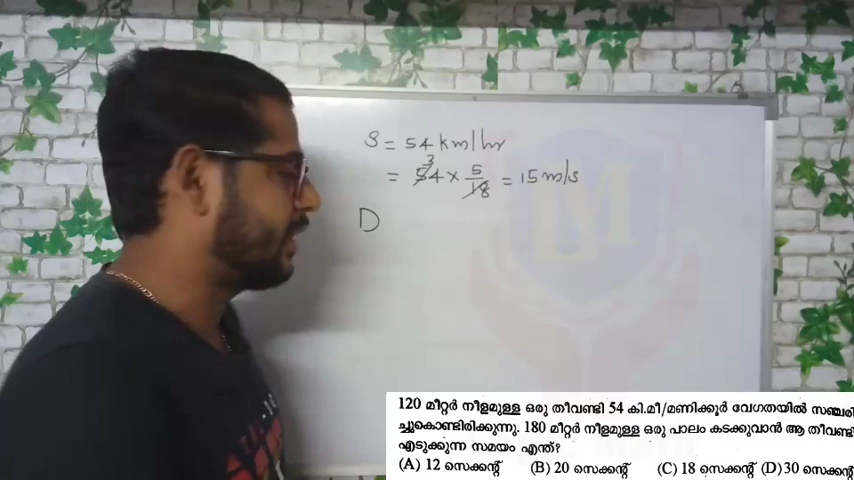 S = 54 km/hr
= 54 3 × 5/18 = 15 m/s
D
120 മീറ്റർ നീളമുള്ള ഒരു തീവണ്ടി 54 കി.മീ/മണിക്കൂർ വേഗതയിൽ സഞ്ചരി
ച്ചുകൊണ്ടിരിക്കുന്നു. 180 മീറ്റർ നീളമുള്ള ഒരു പാലം കടക്കുവാൻ ആ തീവണ്ടി
എടുക്കുന്ന സമയം എന്ത്?
(A) 12 സെക്കന്റ് (B) 20 സെക്കന്റ് (C) 18 സെക്കന്റ് (D) 30 സെക്കന്റ്